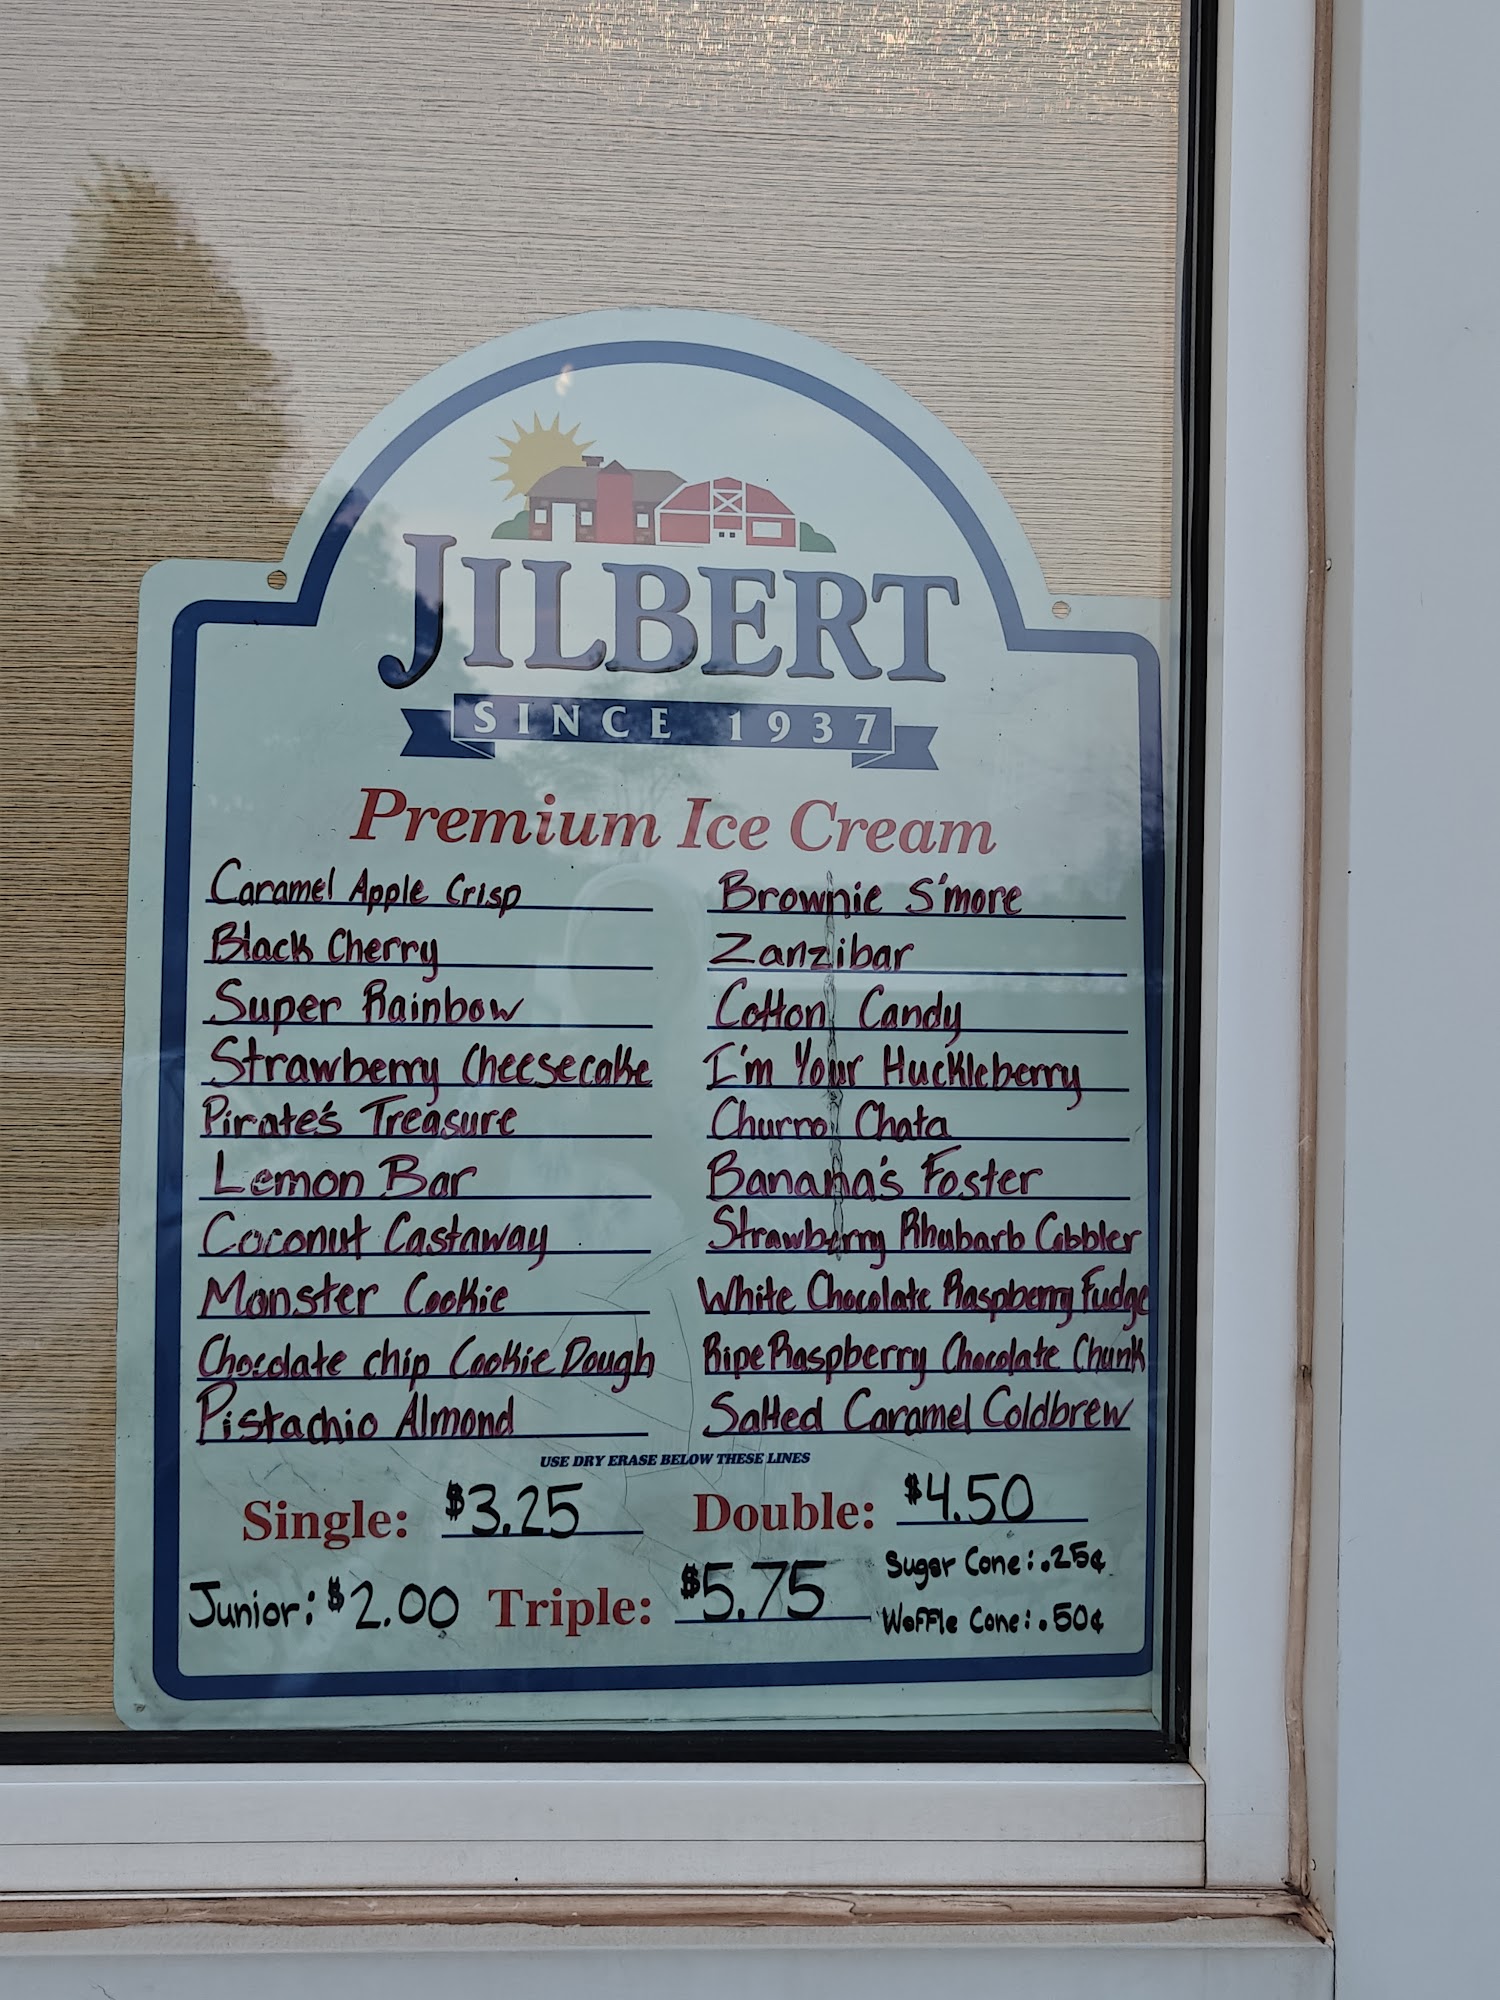 JILBERT
SINCE 1937
Premium Ice Cream
Caramel Apple Crisp
Black Cherry
Super Rainbow
Strawberry Cheesecake
Pirate's Treasure
Lemon Bar
Coconut Castaway
Monster Cookie
Chocolate chip Cookie Dough
Pistachio Almond
Brownie S'more
Zanzibar
Cotton Candy
I'm Your Huckleberry
Churro Chata
Banana's Foster
Strawberry Rhubarb Cobbler
White Chocolate Raspberry Fudge
Ripe Raspberry Chocolate Chunk
Salted Caramel Coldbrew
USE DRY ERASE BELOW THESE LINES
Single: $3.25
Double: $4.50
Junior: $2.00
Triple: $5.75
Sugar Cone: .25¢
Waffle Cone: .50¢